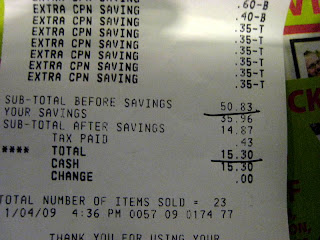 EXTRA CPN SAVING .60-B
EXTRA CPN SAVING .40-B
EXTRA CPN SAVING .35-T
EXTRA CPN SAVING .35-T
EXTRA CPN SAVING .35-T
EXTRA CPN SAVING .35-T
EXTRA CPN SAVING .35-T
SUB-TOTAL BEFORE SAVINGS 50.83
YOUR SAVINGS 35.96
SUB-TOTAL AFTER SAVINGS 14.87
TAX PAID .43
**** TOTAL 15.30
CASH 15.30
CHANGE .00
TOTAL NUMBER OF ITEMS SOLD = 23
1/04/09 4:36 PM 0057 09 0174 77
THANK YOU FOR USING YOUR